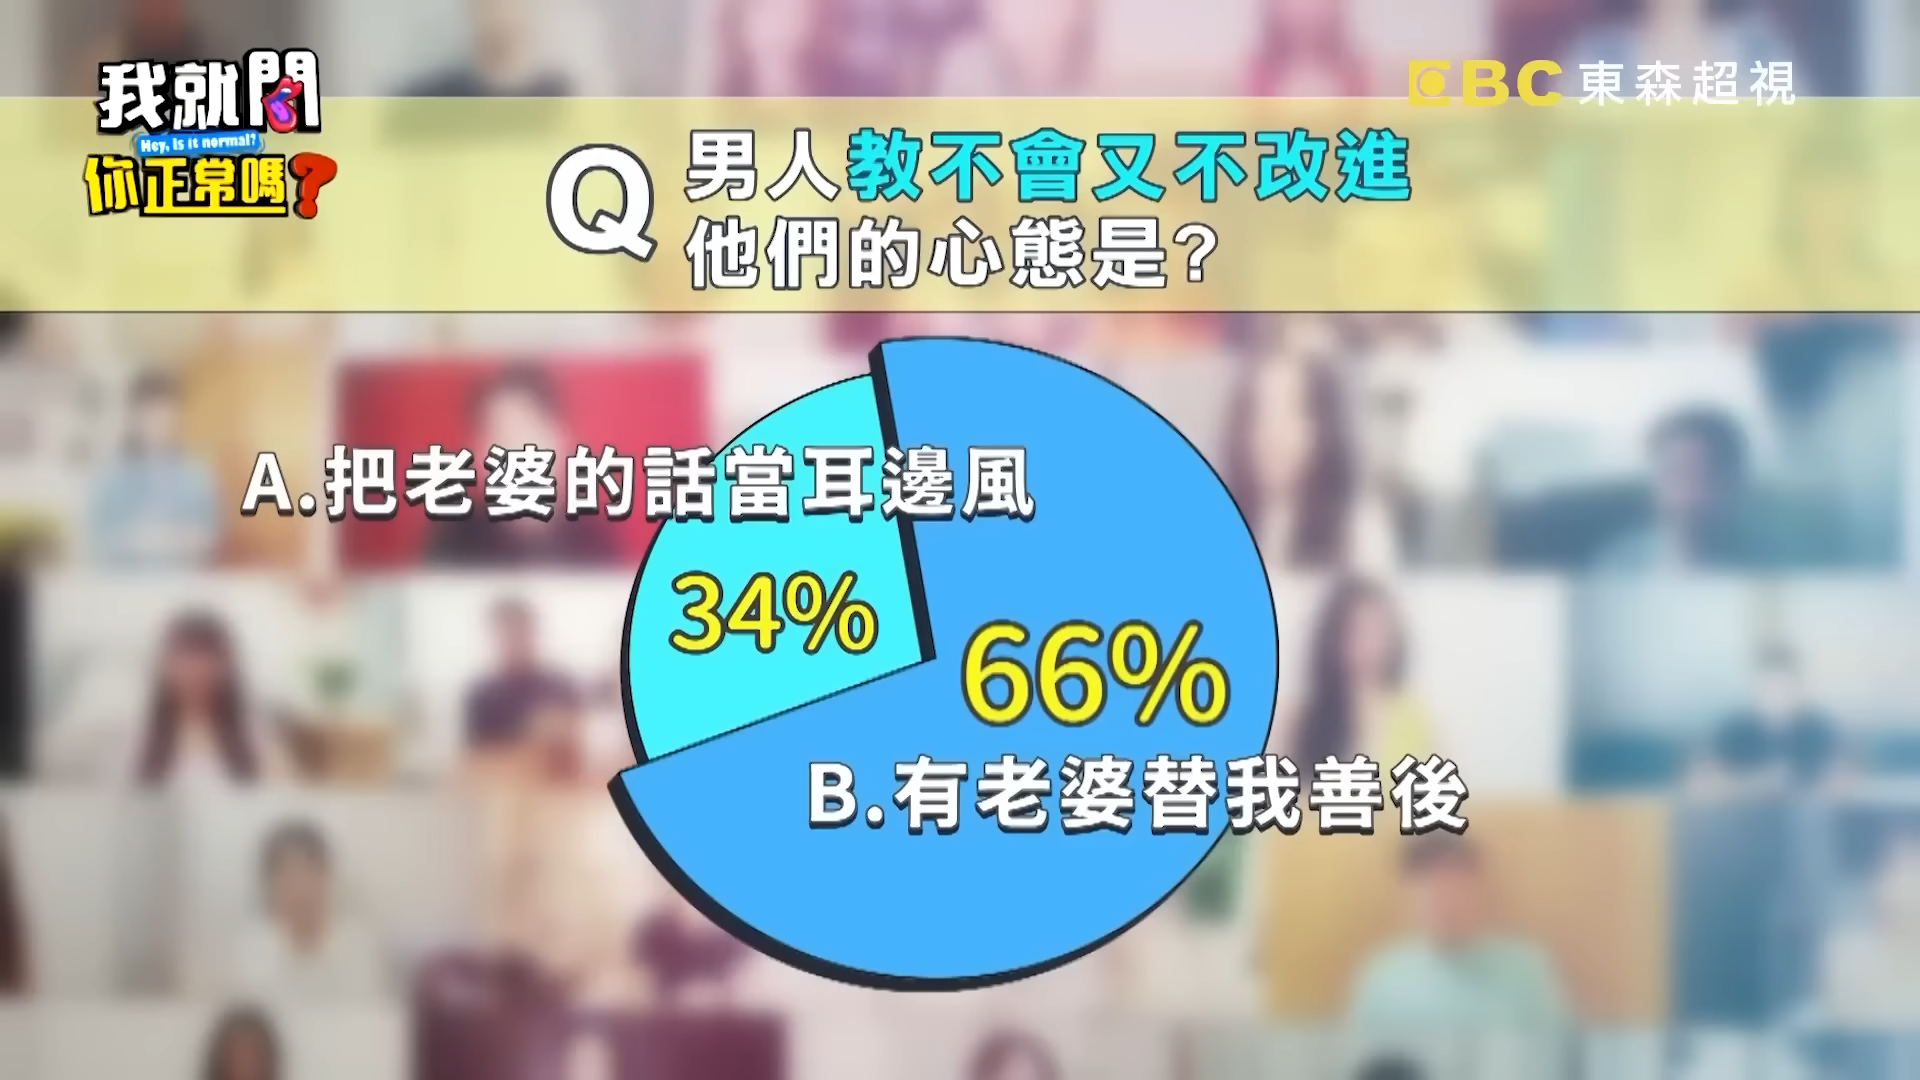 我就問
Hey, Is it normal?
你正常嗎?
EBC 東森超視
Q 男人教不會又不改進
他們的心態是?
A.把老婆的話當耳邊風
34%
66%
B.有老婆替我善後